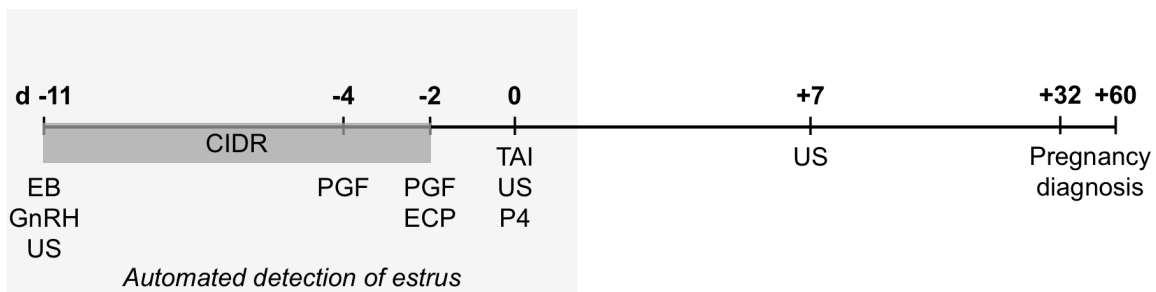 d -11 -4 -2 0 +7 +32 +60
CIDR
TAI US Pregnancy
EB PGF PGF US diagnosis
GnRH ECP P4
US
Automated detection of estrus